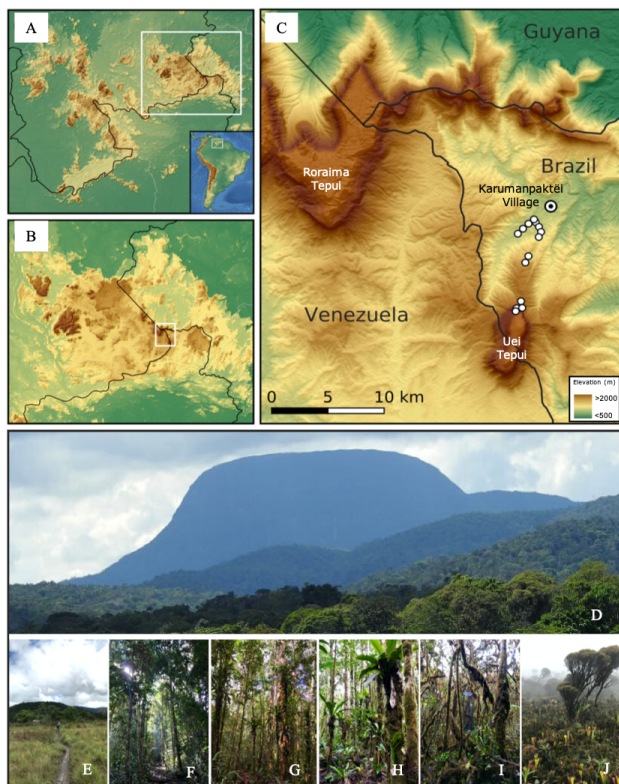 A
B
C
Guyana
Brazil
Roraima
Tepui
Karumanpaktëi
Village
Venezuela
Uei
Tepui
0 5 10 km
Elevation (m)
>2000
<500
D
E
F
G
H
I
J